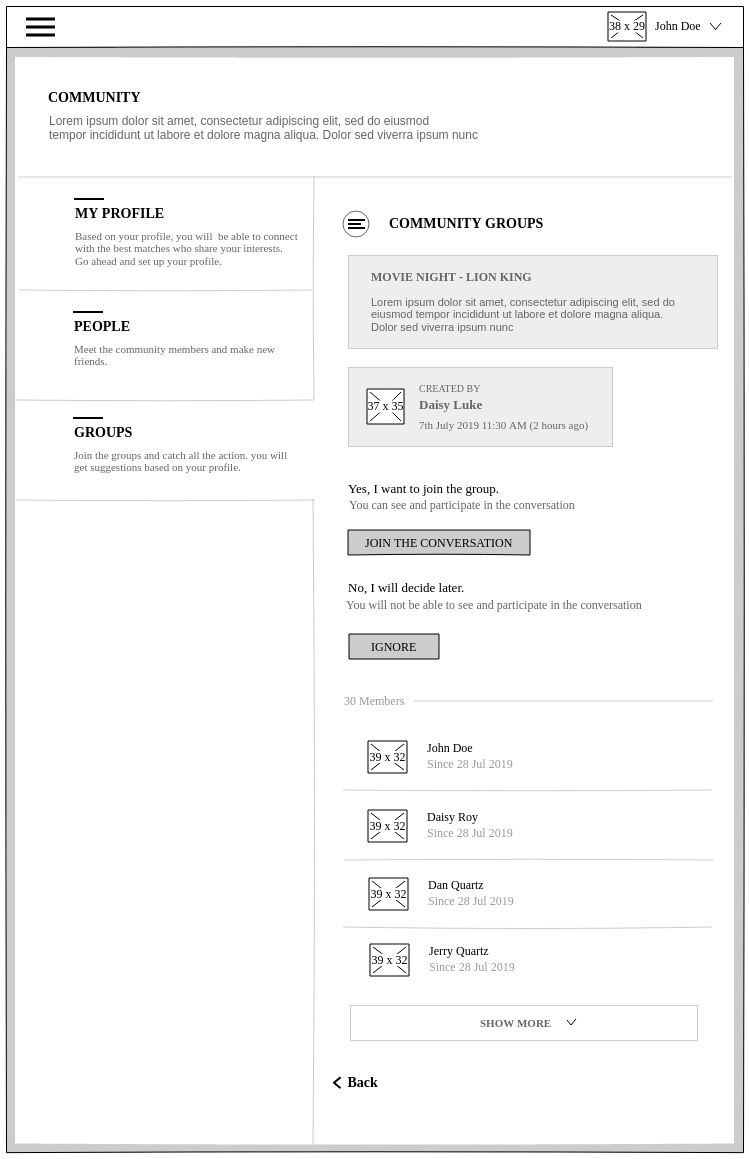 38 x 29 John Doe
COMMUNITY
Lorem ipsum dolor sit amet, consectetur adipiscing elit, sed do eiusmod
tempor incididunt ut labore et dolore magna aliqua. Dolor sed viverra ipsum nunc
MY PROFILE
Based on your profile, you will  be able to connect
with the best matches who share your interests.
Go ahead and set up your profile.
PEOPLE
Meet the community members and make new
friends.
GROUPS
Join the groups and catch all the action. you will
get suggestions based on your profile.
COMMUNITY GROUPS
MOVIE NIGHT - LION KING
Lorem ipsum dolor sit amet, consectetur adipiscing elit, sed do
eiusmod tempor incididunt ut labore et dolore magna aliqua.
Dolor sed viverra ipsum nunc
37 x 35
CREATED BY
Daisy Luke
7th July 2019 11:30 AM (2 hours ago)
Yes, I want to join the group.
You can see and participate in the conversation
JOIN THE CONVERSATION
No, I will decide later.
You will not be able to see and participate in the conversation
IGNORE
30 Members
39 x 32
John Doe
Since 28 Jul 2019
39 x 32
Daisy Roy
Since 28 Jul 2019
39 x 32
Dan Quartz
Since 28 Jul 2019
39 x 32
Jerry Quartz
Since 28 Jul 2019
SHOW MORE
Back